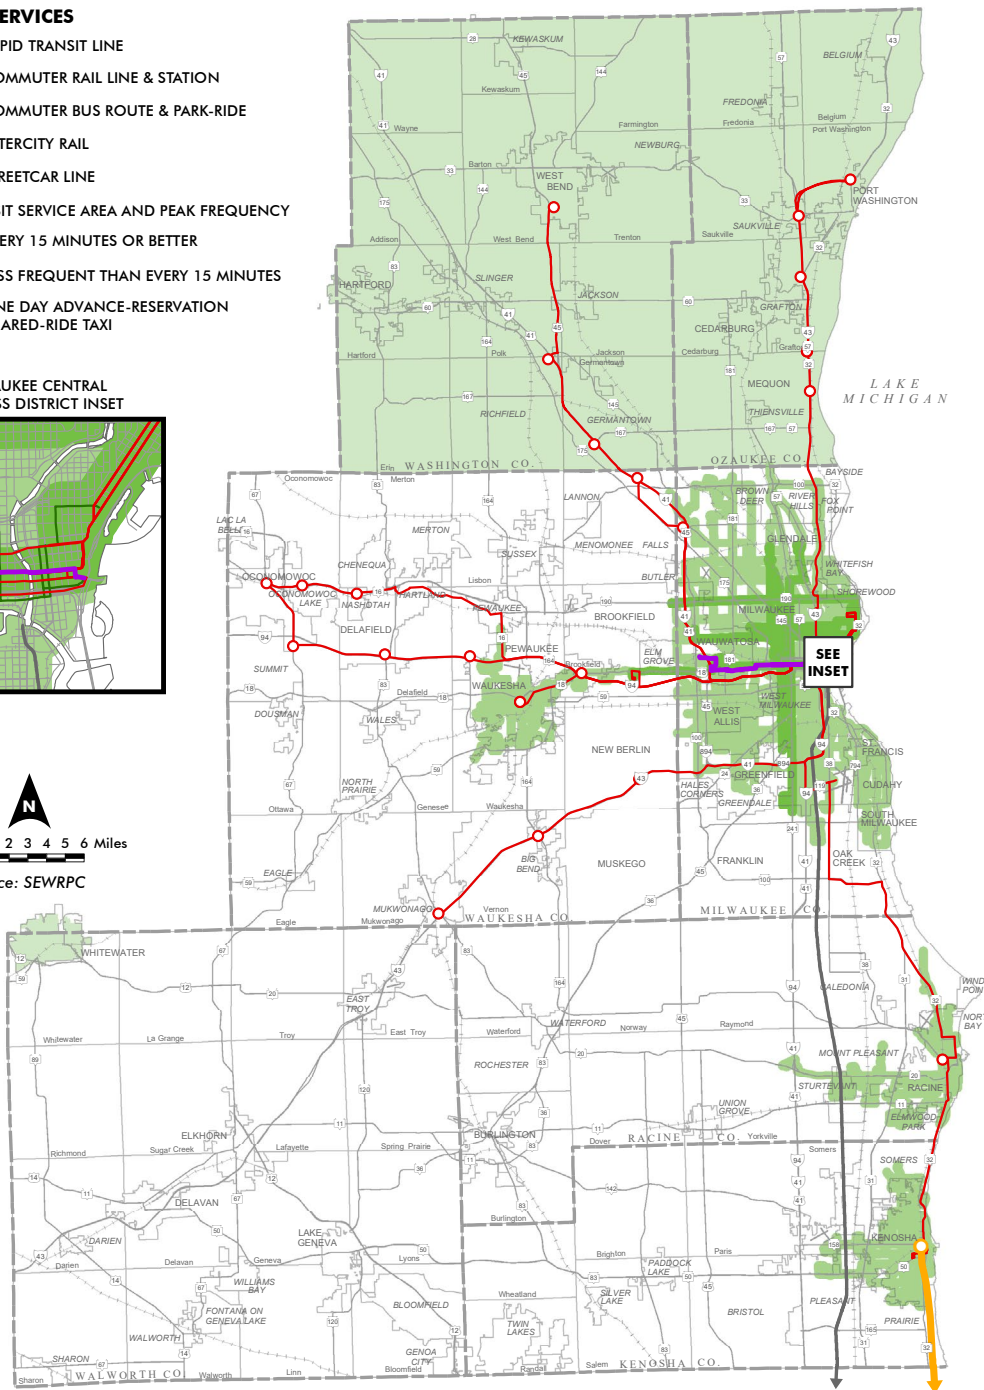 ERVICES
PID TRANSIT LINE
OMMUTER RAIL LINE & STATION
OMMUTER BUS ROUTE & PARK-RIDE
TERCITY RAIL
REETCAR LINE
SIT SERVICE AREA AND PEAK FREQUENCY
ERY 15 MINUTES OR BETTER
SS FREQUENT THAN EVERY 15 MINUTES
NE DAY ADVANCE-RESERVATION
ARED-RIDE TAXI
AUKEE CENTRAL
SS DISTRICT INSET
N
2 3 4 5 6 Miles
ce: SEWRPC
KEWASKUM
Kewaskum
BELGIUM
FREDONIA
Fredonia
Belgium
Port Washington
Wayne
Farmington
NEWBURG
Barton
WEST
BEND
PORT
WASHINGTON
SAUKVILLE
Saukville
Addison
West Bend
Trenton
SLINGER
HARTFORD
JACKSON
GRAFTON
CEDARBURG
Grafton
Hartford
Polk
Jackson
Germantown
Cedarburg
MEQUON
LAKE
MICHIGAN
RICHFIELD
GERMANTOWN
THIENSVILLE
Erin
WASHINGTON CO.
OZAUKEE CO.
Oconomowoc
Merton
BAYSIDE
LANNON
BROWN
DEER
RIVER
HILLS
FOX
POINT
LAC LA
BELLE
MERTON
MENOMONEE FALLS
GLENDALE
SUSSEX
CHENEQUA
WHITEFISH
BAY
OCONOMOWOC
OCONOMOWOC
LAKE
NASHOTAH
HARTLAND
Lisbon
BUTLER
SHOREWOOD
PEWAUKEE
BROOKFIELD
MILWAUKEE
DELAFIELD
PEWAUKEE
ELM
GROVE
WAUWATOSA
SEE
INSET
Brookfield
SUMMIT
Delafield
WAUKESHA
WEST
MILWAUKEE
DOUSMAN
WALES
WEST
ALLIS
NEW BERLIN
ST.
FRANCIS
NORTH
PRAIRIE
HALES
CORNERS
GREENFIELD
CUDAHY
GREENDALE
Ottawa
Genesee
Waukesha
SOUTH
MILWAUKEE
BIG
BEND
MUSKEGO
FRANKLIN
OAK
CREEK
EAGLE
MUKWONAGO
Vernon
Eagle
Mukwonago
WAUKESHA CO.
MILWAUKEE CO.
WHITEWATER
EAST
TROY
CALEDONIA
WIND
POIN
NORT
BAY
Whitewater
La Grange
Troy
East Troy
Waterford
WATERFORD
Norway
Raymond
ROCHESTER
MOUNT PLEASANT
STURTEVANT
RACINE
UNION
GROVE
ELMWOOD
PARK
ELKHORN
BURLINGTON
Dover
RACINE CO.
Yorkville
Richmond
Sugar Creek
Lafayette
Spring Prairie
Somers
SOMERS
DELAVAN
Burlington
DARIEN
LAKE
GENEVA
KENOSHA
Darien
Delavan
Geneva
Lyons
Brighton
Paris
PADDOCK
LAKE
WILLIAMS
BAY
Wheatland
SILVER
LAKE
PLEASANT
PRAIRIE
FONTANA ON
GENEVA LAKE
BLOOMFIELD
BRISTOL
TWIN
LAKES
WALWORTH
SHARON
GENOA
CITY
Sharon
WALWORTH CO.
Walworth
Linn
Bloomfield
Randal
Salem
KENOSHA CO.